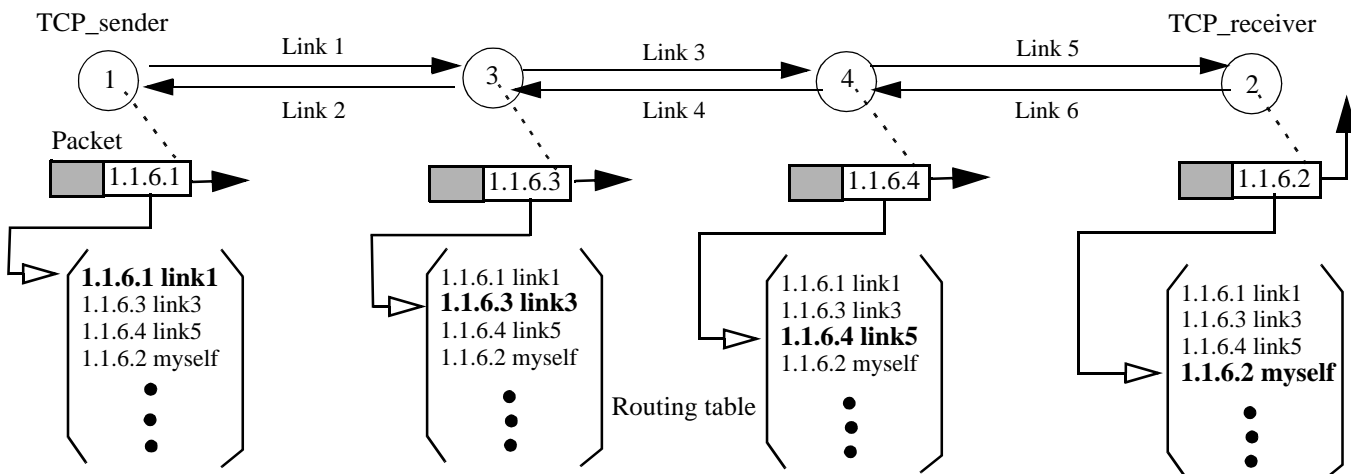 TCP_sender
TCP_receiver
Link 1
Link 3
Link 5
1
3
4
2
Link 2
Link 4
Link 6
Packet
1.1.6.1
1.1.6.3
1.1.6.4
1.1.6.2
1.1.6.1 link1
1.1.6.3 link3
1.1.6.4 link5
1.1.6.2 myself
1.1.6.1 link1
1.1.6.3 link3
1.1.6.4 link5
1.1.6.2 myself
Routing table
1.1.6.1 link1
1.1.6.3 link3
1.1.6.4 link5
1.1.6.2 myself
1.1.6.1 link1
1.1.6.3 link3
1.1.6.4 link5
1.1.6.2 myself